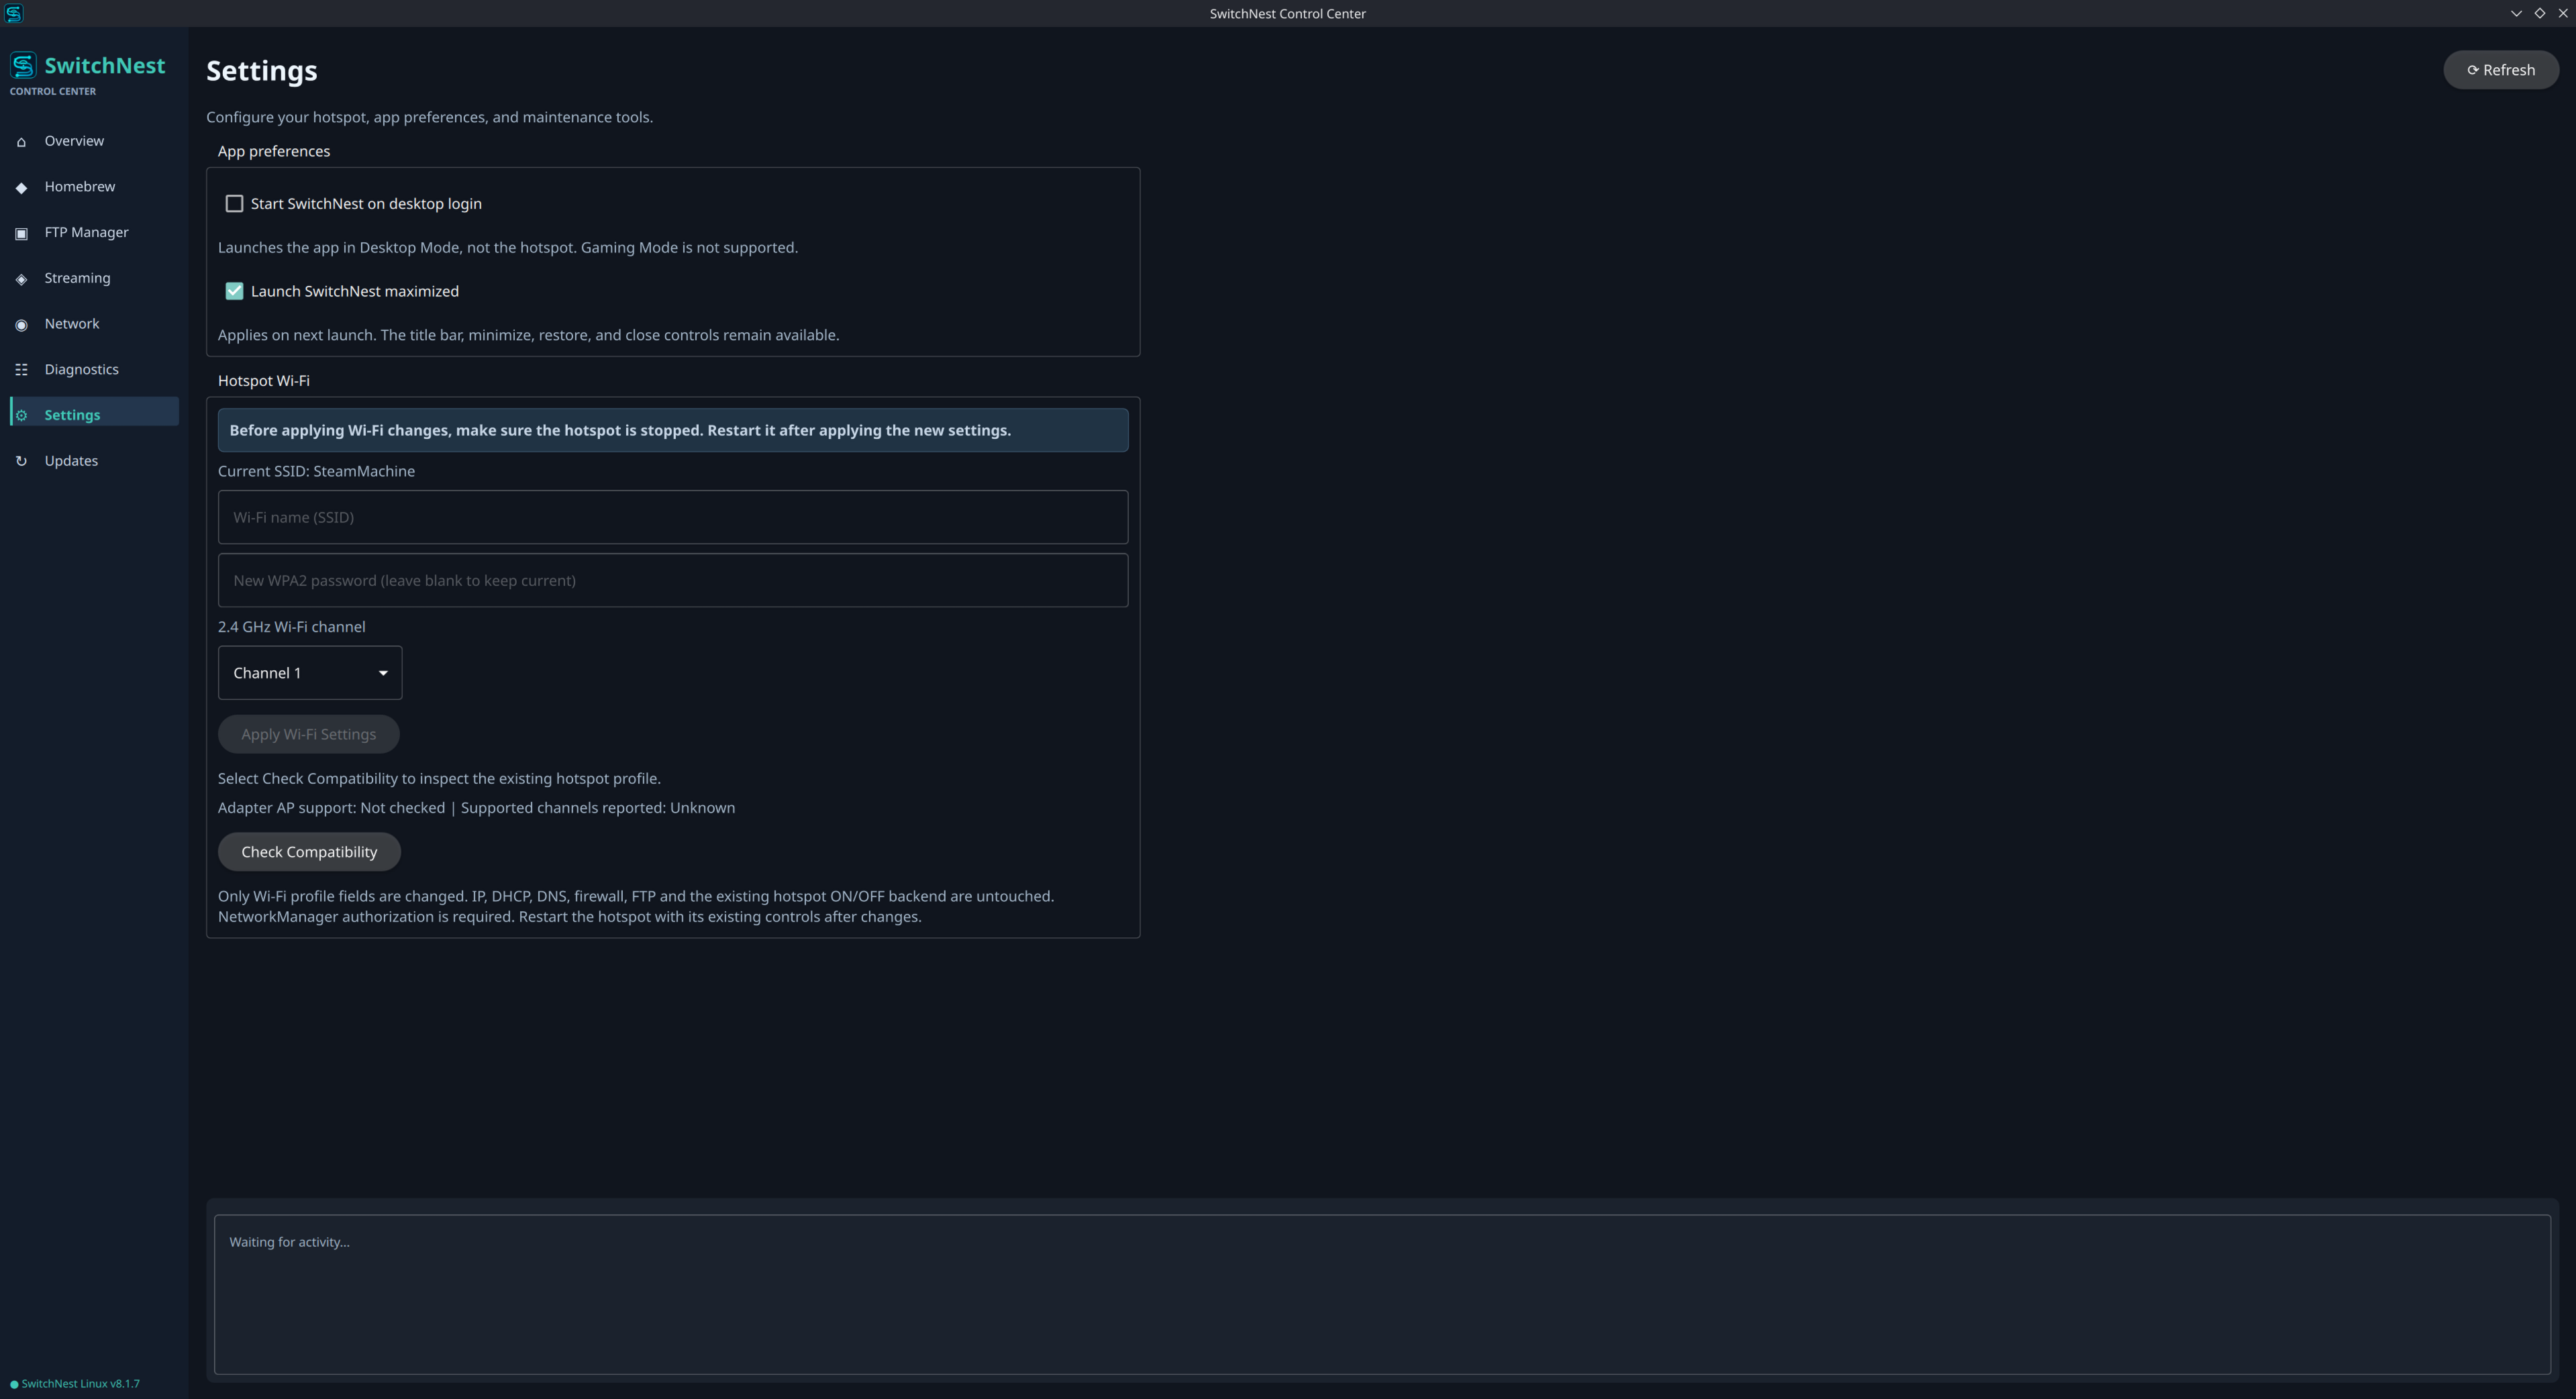 SwitchNest Control Center
SwitchNest
CONTROL CENTER
Overview
Homebrew
FTP Manager
Streaming
Network
Diagnostics
Settings
Updates
SwitchNest Linux v8.1.7
Settings
Refresh
Configure your hotspot, app preferences, and maintenance tools.
App preferences
Start SwitchNest on desktop login
Launches the app in Desktop Mode, not the hotspot. Gaming Mode is not supported.
Launch SwitchNest maximized
Applies on next launch. The title bar, minimize, restore, and close controls remain available.
Hotspot Wi-Fi
Before applying Wi-Fi changes, make sure the hotspot is stopped. Restart it after applying the new settings.
Current SSID: SteamMachine
Wi-Fi name (SSID)
New WPA2 password (leave blank to keep current)
2.4 GHz Wi-Fi channel
Channel 1
Apply Wi-Fi Settings
Select Check Compatibility to inspect the existing hotspot profile.
Adapter AP support: Not checked | Supported channels reported: Unknown
Check Compatibility
Only Wi-Fi profile fields are changed. IP, DHCP, DNS, firewall, FTP and the existing hotspot ON/OFF backend are untouched.
NetworkManager authorization is required. Restart the hotspot with its existing controls after changes.
Waiting for activity...